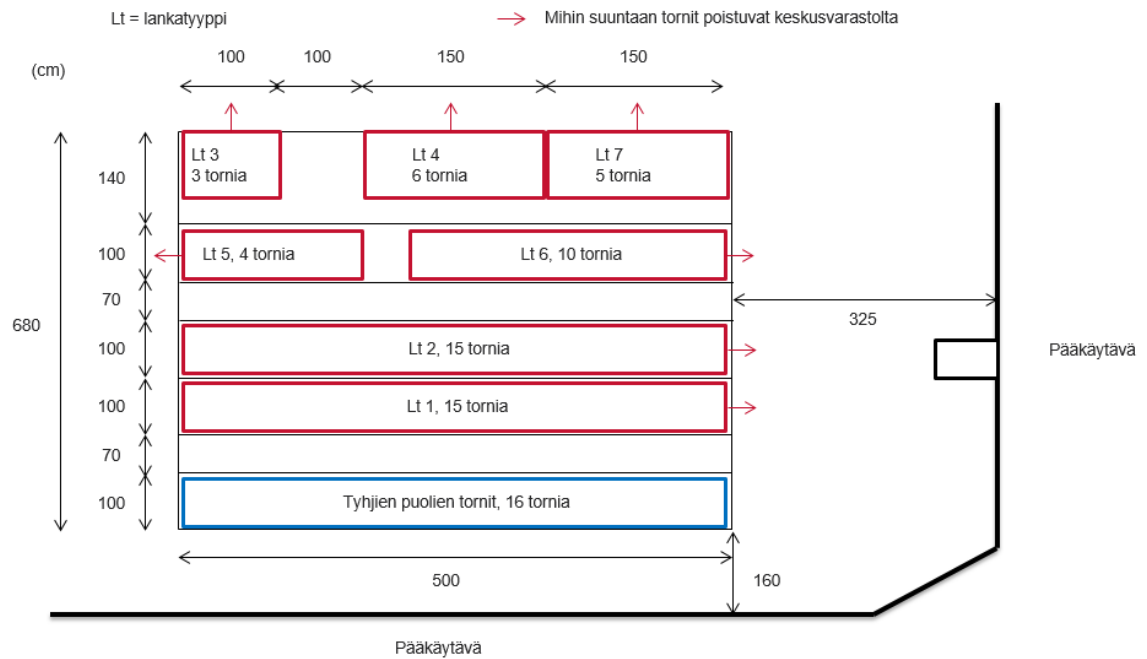 Lt = lankatyyppi
Mihin suuntaan tornit poistuvat keskusvarastolta
(cm)
100
100
150
150
Lt 3
3 tornia
Lt 4
6 tornia
Lt 7
5 tornia
140
100
Lt 5, 4 tornia
Lt 6, 10 tornia
70
680
325
100
Lt 2, 15 tornia
Pääkäytävä
100
Lt 1, 15 tornia
70
100
Tyhjien puolien tornit, 16 tornia
500
160
Pääkäytävä